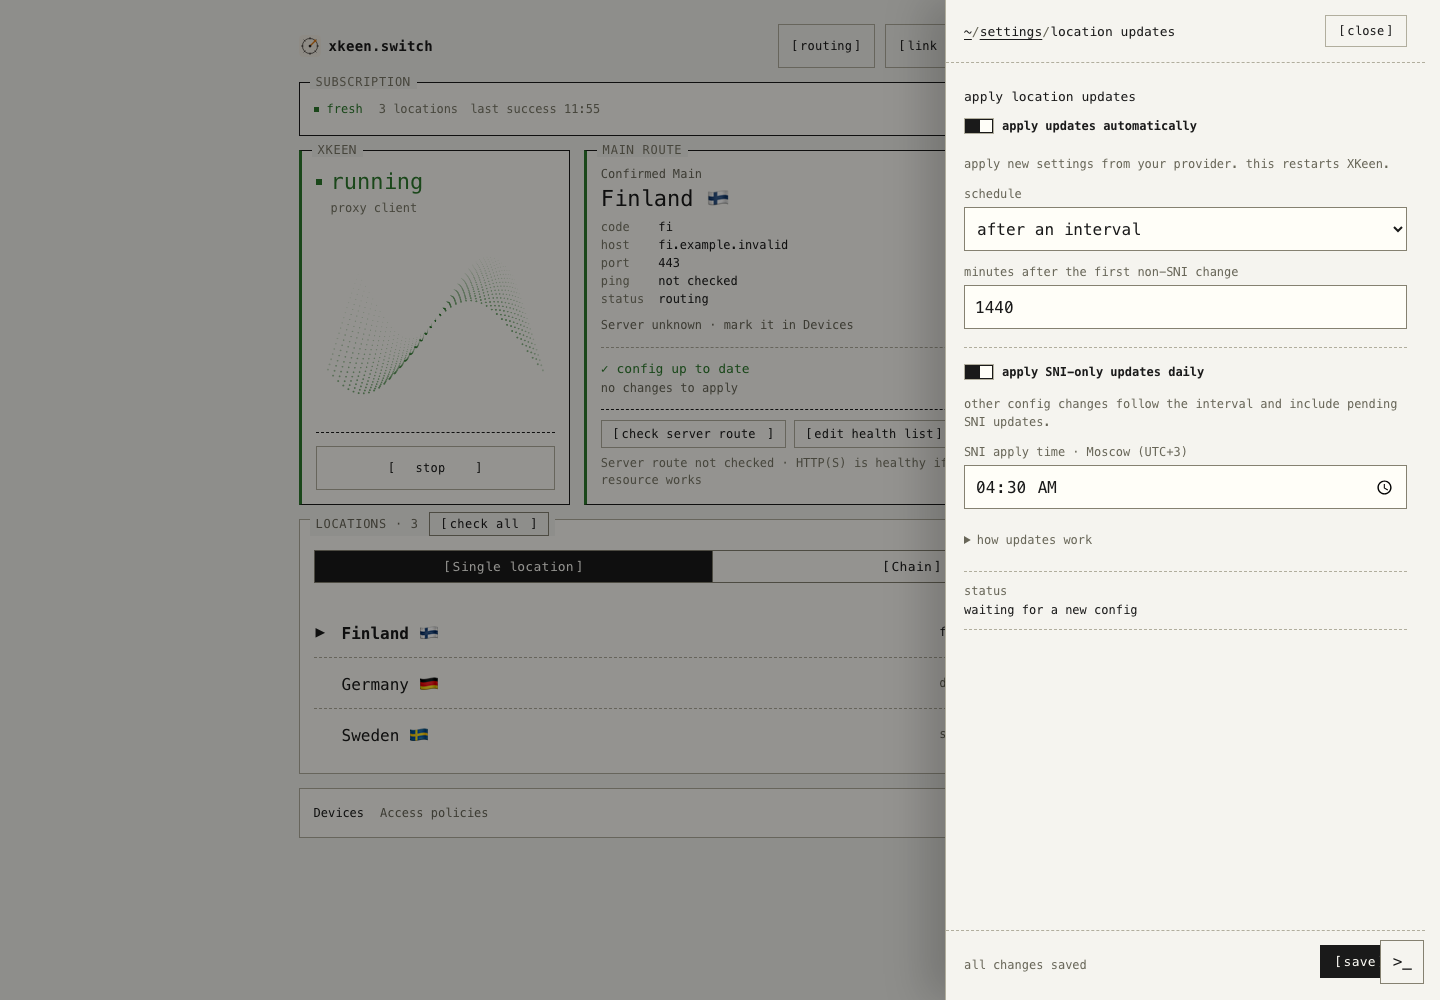 xkeen.switch
[routing]
[link
SUBSCRIPTION
fresh 3 locations last success 11:55
XKEEN
running
proxy client
[ stop ]
MAIN ROUTE
Confirmed Main
Finland
code fi
host fi.example.invalid
port 443
ping not checked
status routing
Server unknown · mark it in Devices
✓ config up to date
no changes to apply
[check server route ] [edit health list]
Server route not checked · HTTP(S) is healthy if
resource works
LOCATIONS · 3 [check all ]
[Single location] [Chain]
▶ Finland
Germany
Sweden
Devices Access policies
~/settings/location updates
[close]
apply location updates
apply updates automatically
apply new settings from your provider. this restarts XKeen.
schedule
after an interval
minutes after the first non-SNI change
1440
apply SNI-only updates daily
other config changes follow the interval and include pending
SNI updates.
SNI apply time · Moscow (UTC+3)
04:30 AM
▶ how updates work
status
waiting for a new config
all changes saved
[save
>_